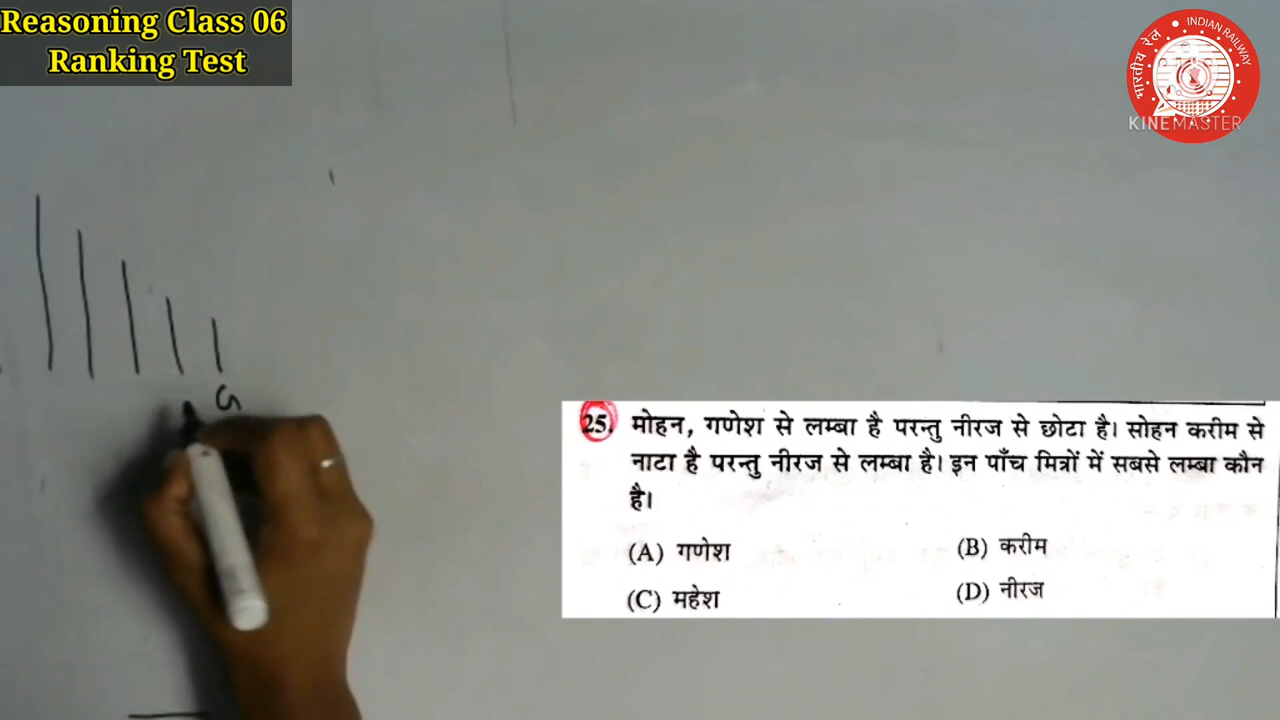 Reasoning Class 06
Ranking Test
भारतीय रेल
INDIAN RAILWAY
KINEMASTER
G
25. मोहन, गणेश से लम्बा है परन्तु नीरज से छोटा है। सोहन करीम से
नाटा है परन्तु नीरज से लम्बा है। इन पाँच मित्रों में सबसे लम्बा कौन
है।
(A) गणेश (B) करीम
(C) महेश (D) नीरज